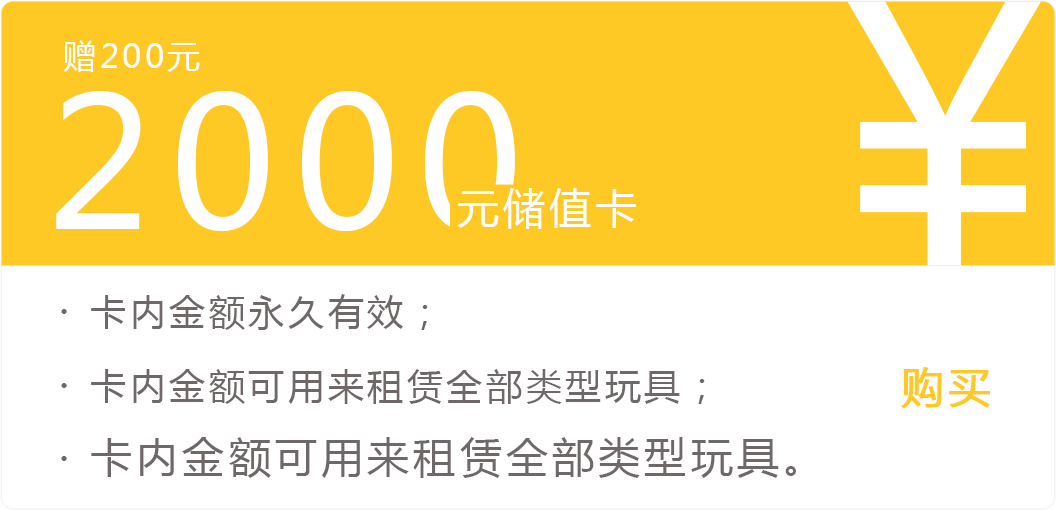 赠200元
2000元储值卡
¥
· 卡内金额永久有效；
· 卡内金额可用来租赁全部类型玩具；
购买
· 卡内金额可用来租赁全部类型玩具。